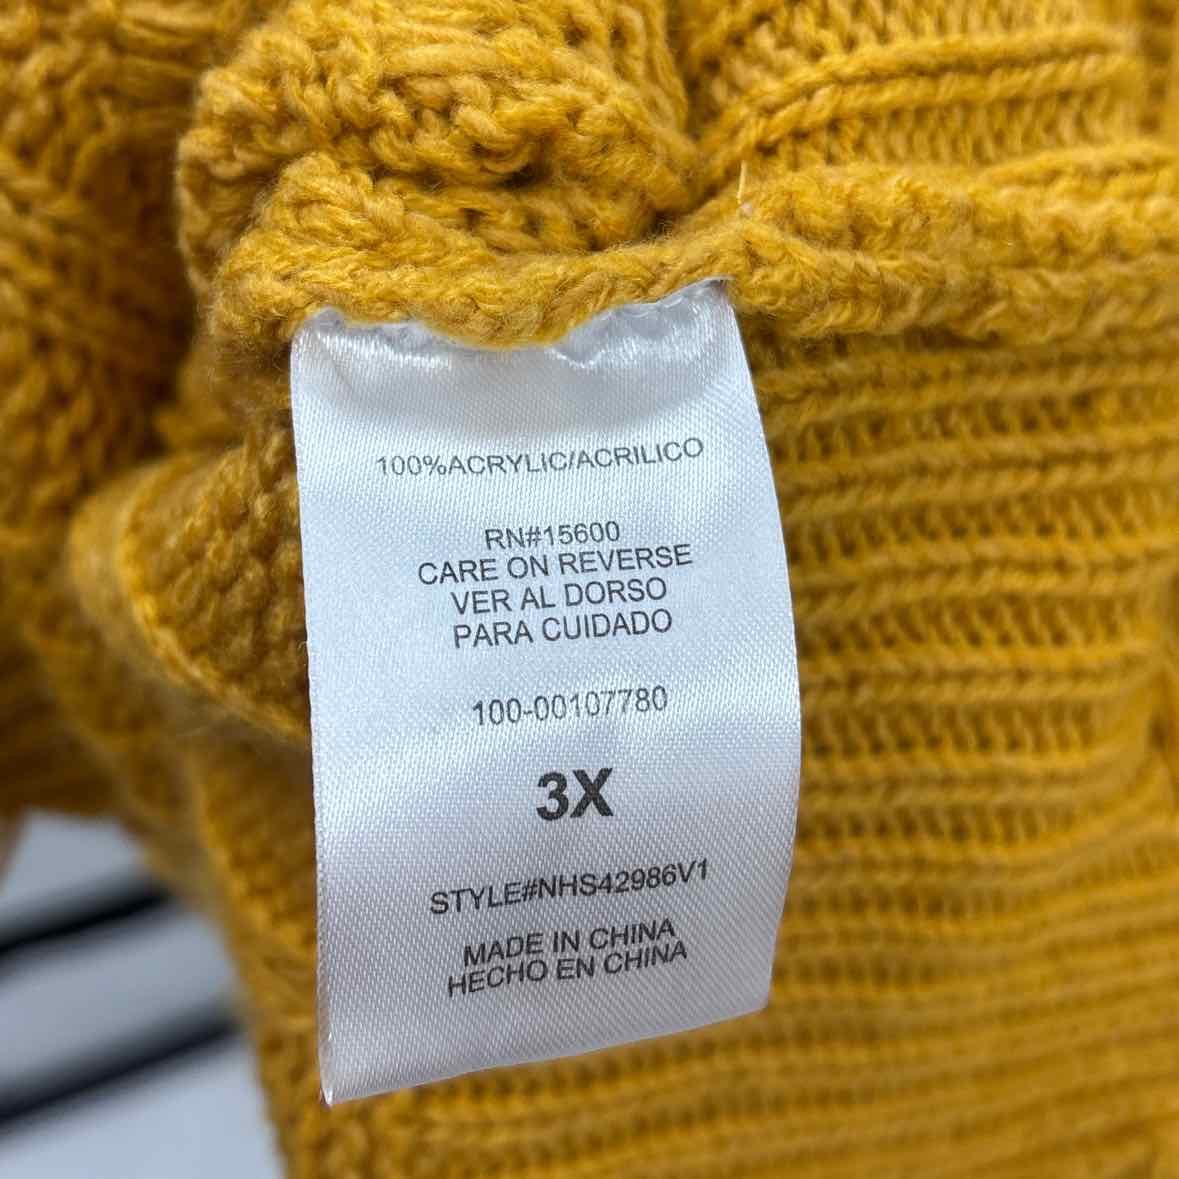 100%ACRYLIC/ACRILICO
RN#15600
CARE ON REVERSE
VER AL DORSO
PARA CUIDADO
100-00107780
3X
STYLE#NHS42986V1
MADE IN CHINA
HECHO EN CHINA